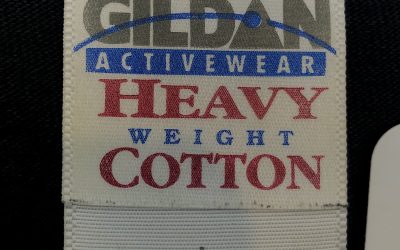 GILDAN
ACTIVEWEAR
HEAVY
WEIGHT
COTTON